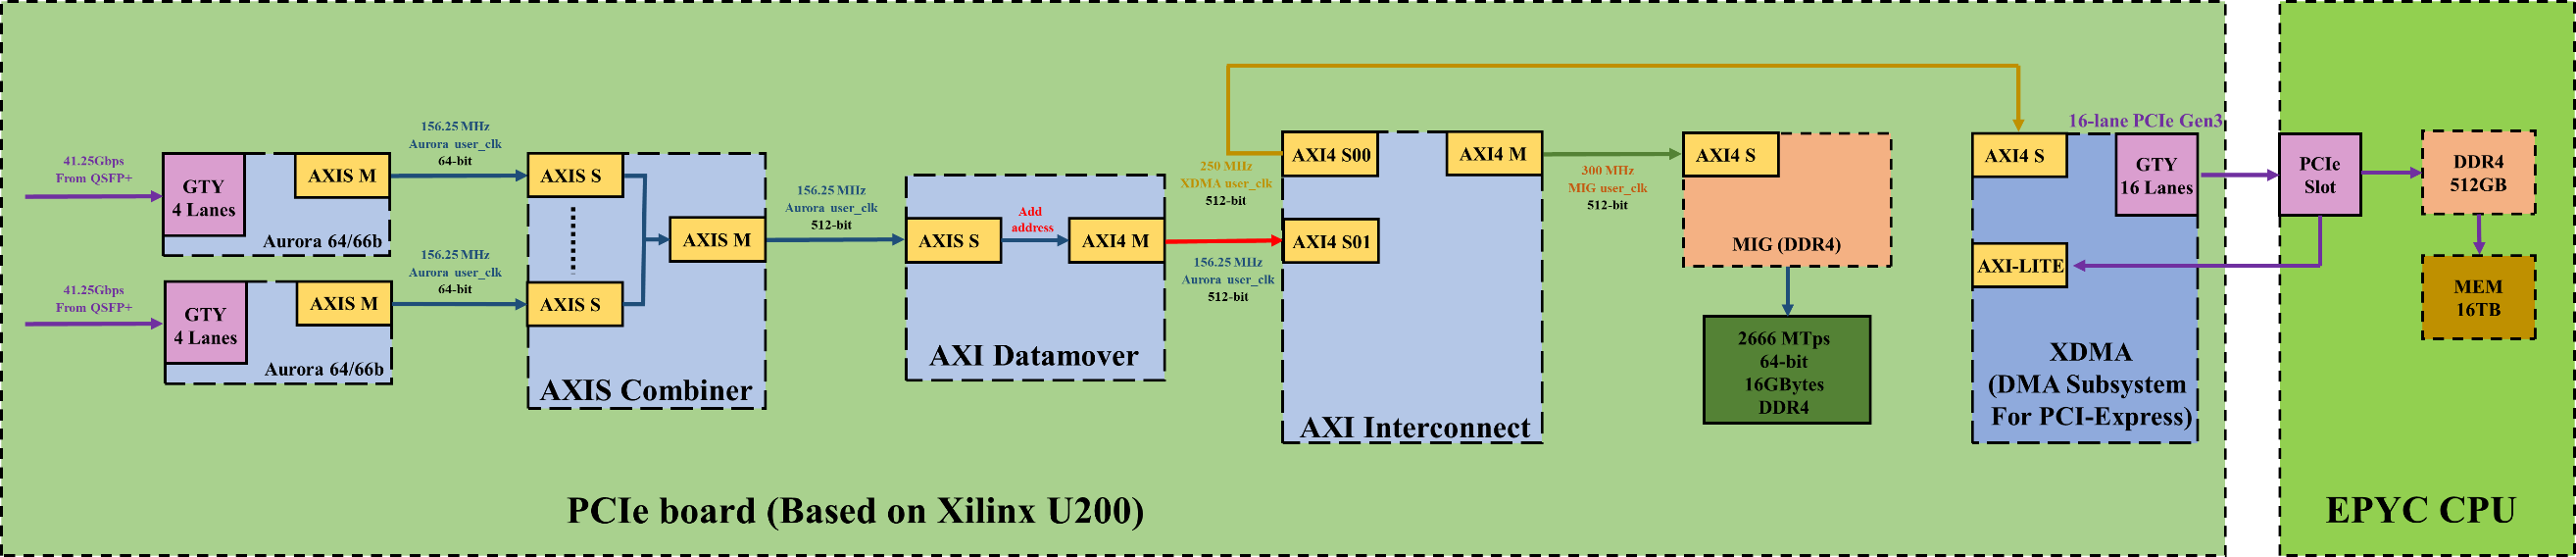 41.25Gbps
From QSFP+
GTY
4 Lanes
AXIS M
Aurora 64/66b
156.25 MHz
Aurora user_clk
64-bit
41.25Gbps
From QSFP+
GTY
4 Lanes
AXIS M
Aurora 64/66b
156.25 MHz
Aurora user_clk
64-bit
AXIS S
AXIS S
AXIS M
AXIS Combiner
156.25 MHz
Aurora user_clk
512-bit
AXIS S
Add
address
AXI4 M
AXI Datamover
250 MHz
XDMA user_clk
512-bit
156.25 MHz
Aurora user_clk
512-bit
AXI4 S00
AXI4 M
AXI4 S01
AXI Interconnect
300 MHz
MIG user_clk
512-bit
AXI4 S
MIG (DDR4)
2666 MTps
64-bit
16GBytes
DDR4
16-lane PCIe Gen3
AXI4 S
GTY
16 Lanes
AXI-LITE
XDMA
(DMA Subsystem
For PCI-Express)
PCIe board (Based on Xilinx U200)
PCIe
Slot
DDR4
512GB
MEM
16TB
EPYC CPU